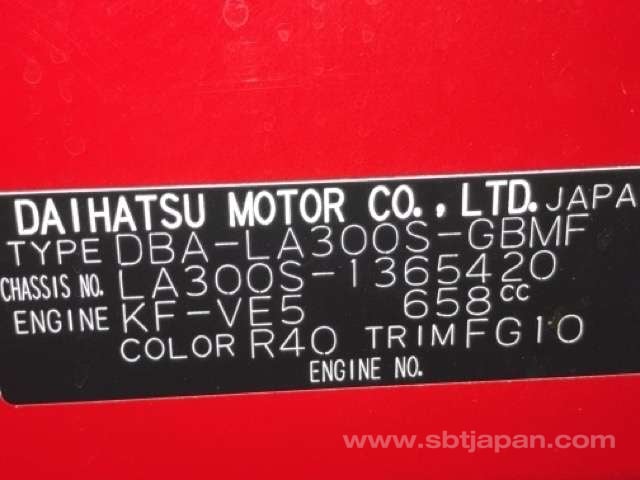 DAIHATSU MOTOR CO., LTD. JAPA
TYPE DBA-LA300S-GBMF
CHASSIS NO. LA300S-1365420
ENGINE KF-VE5 658cc
COLOR R40 TRIM FG10
ENGINE NO.
www.sbtjapan.com